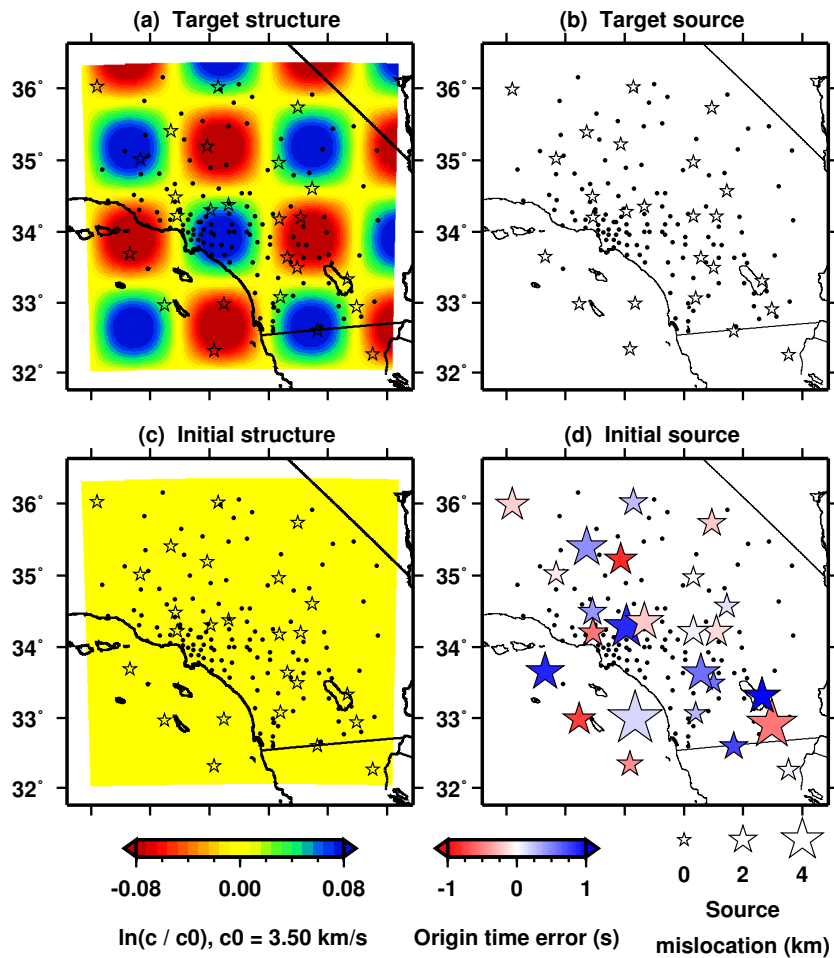 (a) Target structure
(b) Target source
36°
35°
34°
33°
32°
36°
35°
34°
33°
32°
(c) Initial structure
(d) Initial source
36°
35°
34°
33°
32°
36°
35°
34°
33°
32°
-0.08 0.00 0.08
ln(c / c0), c0 = 3.50 km/s
-1 0 1
Origin time error (s)
0 2 4
Source
mislocation (km)